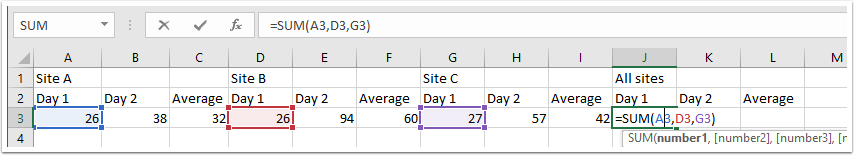 SUM =SUM(A3,D3,G3)
A B C D E F G H I J K L M
1 Site A Site B Site C All sites
2 Day 1 Day 2 Average Day 1 Day 2 Average Day 1 Day 2 Average Day 1 Day 2 Average
3 26 38 32 26 94 60 27 57 42 =SUM(A3,D3,G3)
4 SUM(number1, [number2], [number3], [n